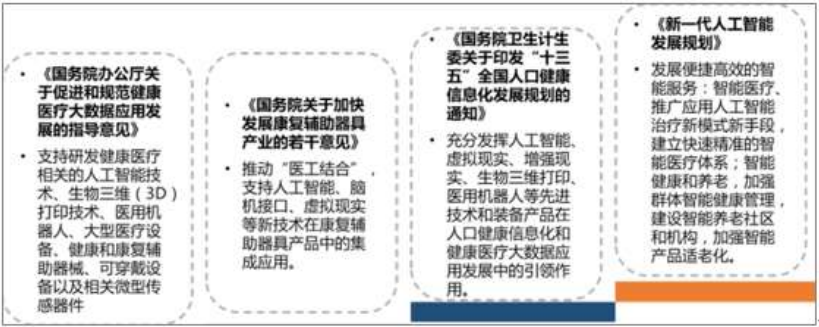 • 《国务院办公厅关
于促进和规范健康
医疗大数据应用发
展的指导意见》
• 支持研发健康医疗
相关的人工智能技
术、生物三维（3D）
打印技术、医用机
器人、大型医疗设
备、健康和康复辅
助器械、可穿戴设
备以及相关微型传
感器件
• 《国务院关于加快
发展康复辅助器具
产业的若干意见》
• 推动“医工结合”，
支持人工智能、脑
机接口、虚拟现实
等新技术在康复辅
助器具产品中的集
成应用。
• 《国务院卫生计生
委关于印发“十三
五”全国人口健康
信息化发展规划的
通知》
• 充分发挥人工智能、
虚拟现实、增强现
实、生物三维打印、
医用机器人等先进
技术和装备产品在
人口健康信息化和
健康医疗大数据应
用发展中的引领作
用。
• 《新一代人工智能
发展规划》
• 发展便捷高效的智
能服务：智能医疗、
推广应用人工智能
治疗新模式新手段，
建立快速精准的智
能医疗体系；智能
健康和养老，加强
群体智能健康管理，
建设智能养老社区
和机构，加强智能
产品适老化。